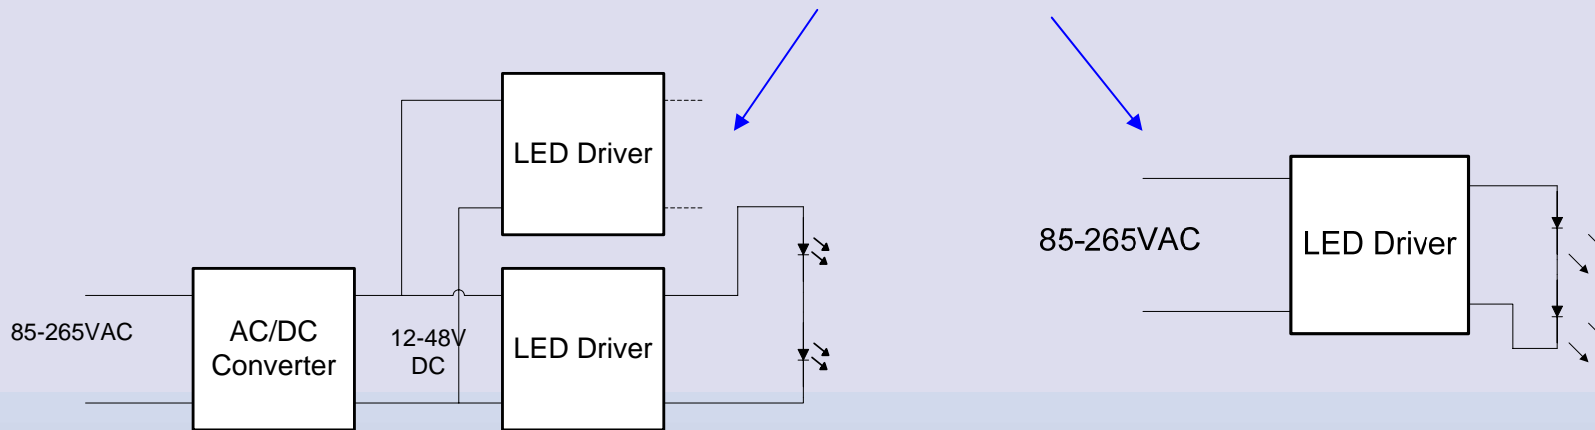 LED Driver
85-265VAC
AC/DC
Converter
12-48V
DC
LED Driver
85-265VAC
LED Driver